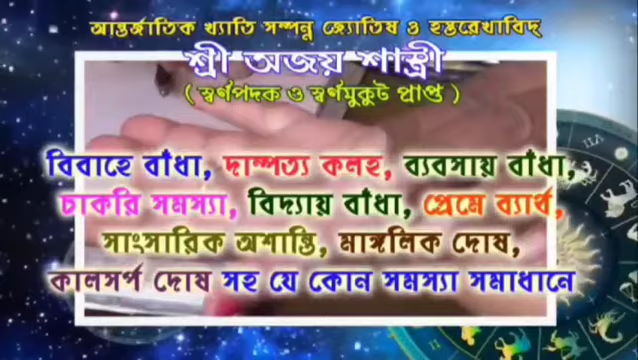 আন্তর্জাতিক খ্যাতি সম্পন্ন জ্যোতিষ ও হস্তরেখাবিদ্
শ্রী অজয় শাস্ত্রী
( স্বর্ণপদক ও স্বর্ণমুকুট প্রাপ্ত )
বিবাহে বাঁধা, দাম্পত্য কলহ, ব্যবসায় বাঁধা,
চাকরি সমস্যা, বিদ্যায় বাঁধা, প্রেমে ব্যার্থ,
সাংসারিক অশান্তি, মাঙ্গলিক দোষ,
কালসর্প দোষ সহ যে কোন সমস্যা সমাধানে